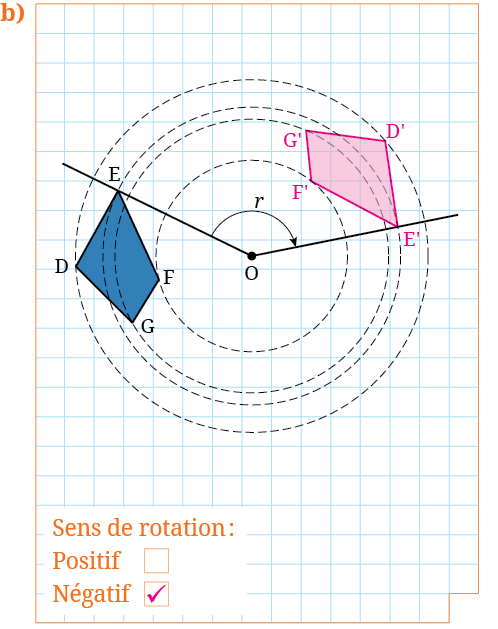 b)
E
D
F
G
r
O
G'
D'
F'
E'
Sens de rotation :
Positif
Négatif ✓